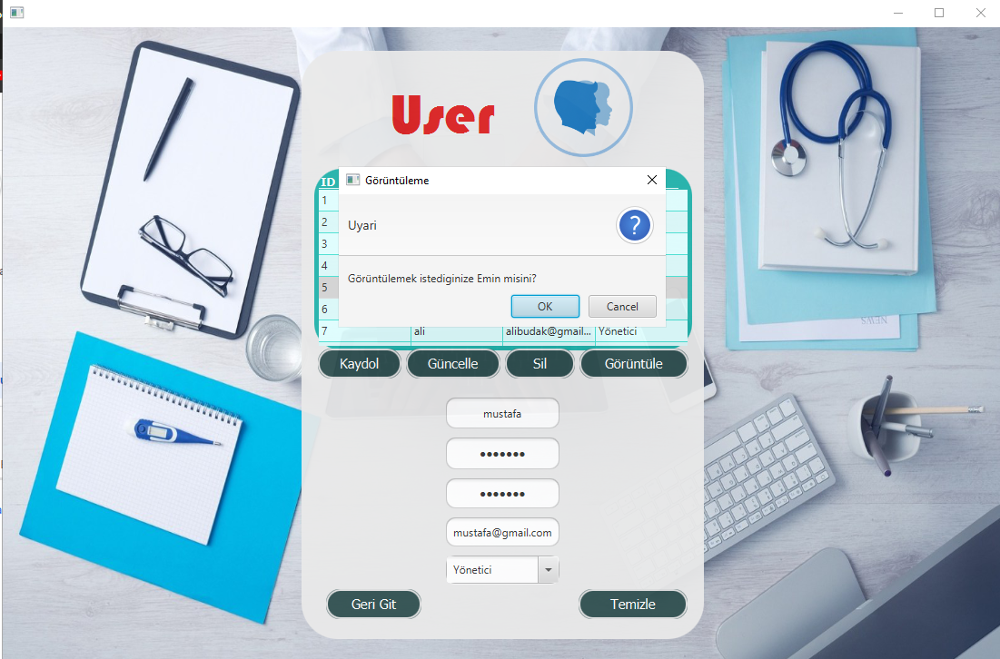 User
ID
Görüntüleme
1
2
Uyari
?
3
4
Görüntülemek istediginize Emin misini?
5
6
OK
Cancel
7 ali alibudak@gmail... Yönetici
Kaydol Güncelle Sil Görüntüle
mustafa
•••••••
•••••••
mustafa@gmail.com
Yönetici
Geri Git Temizle
NEWS